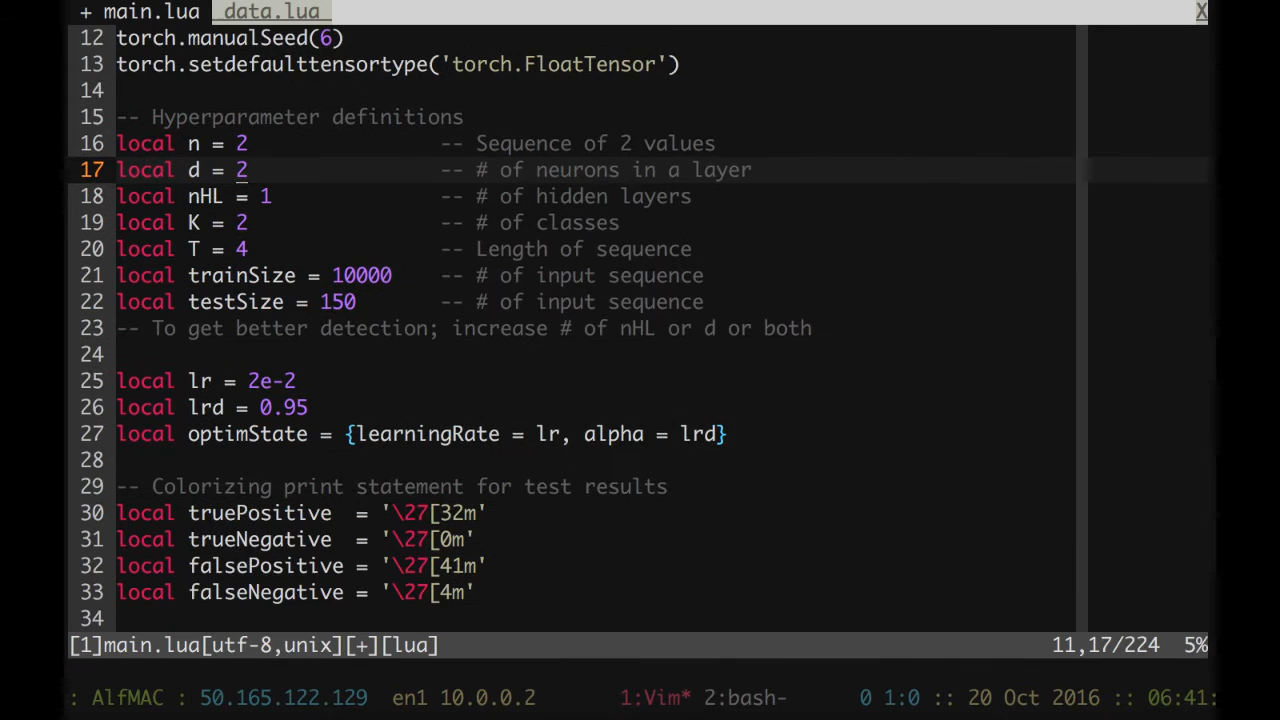 + main.lua  data.lua  X
12 torch.manualSeed(6)
13 torch.setdefaulttensortype('torch.FloatTensor')
14
15 -- Hyperparameter definitions
16 local n = 2                -- Sequence of 2 values
17 local d = 2                -- # of neurons in a layer
18 local nHL = 1              -- # of hidden layers
19 local K = 2                -- # of classes
20 local T = 4                -- Length of sequence
21 local trainSize = 10000    -- # of input sequence
22 local testSize = 150       -- # of input sequence
23 -- To get better detection; increase # of nHL or d or both
24
25 local lr = 2e-2
26 local lrd = 0.95
27 local optimState = {learningRate = lr, alpha = lrd}
28
29 -- Colorizing print statement for test results
30 local truePositive  = '\27[32m'
31 local trueNegative  = '\27[0m'
32 local falsePositive = '\27[41m'
33 local falseNegative = '\27[4m'
34
[1]main.lua[utf-8,unix][+][lua] 11,17/224 5%
: AlfMAC : 50.165.122.129 en1 10.0.0.2 1:Vim* 2:bash- 0 1:0 :: 20 Oct 2016 :: 06:41: